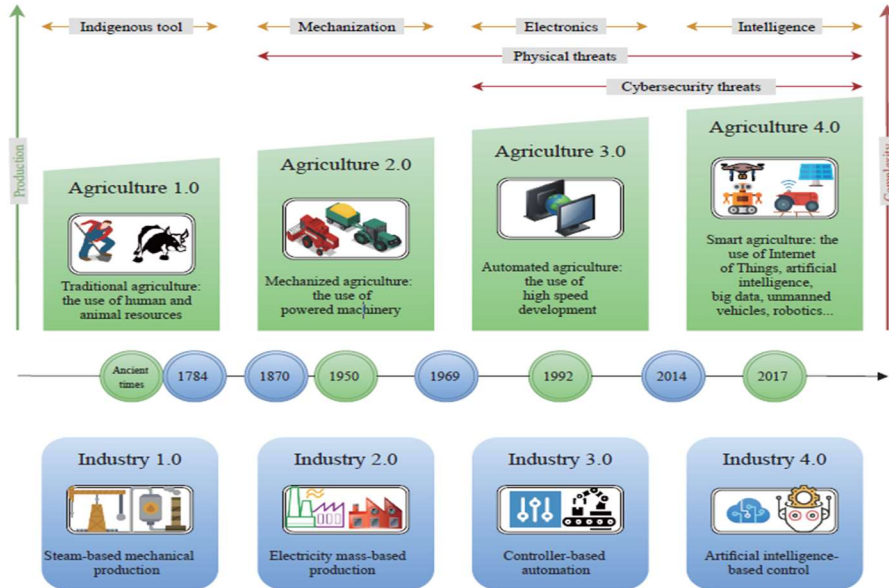 Indigenous tool
Mechanization
Electronics
Intelligence
Physical threats
Cybersecurity threats
Production
Agriculture 1.0
Traditional agriculture:
the use of human and
animal resources
Agriculture 2.0
Mechanized agriculture:
the use of
powered machinery
Agriculture 3.0
Automated agriculture:
the use of
high speed
development
Agriculture 4.0
Smart agriculture: the
use of Internet
of Things, artificial
intelligence,
big data, unmanned
vehicles, robotics...
Ancient
times
1784
1870
1950
1969
1992
2014
2017
Industry 1.0
Steam-based mechanical
production
Industry 2.0
Electricity mass-based
production
Industry 3.0
Controller-based
automation
Industry 4.0
Artificial intelligence-
based control